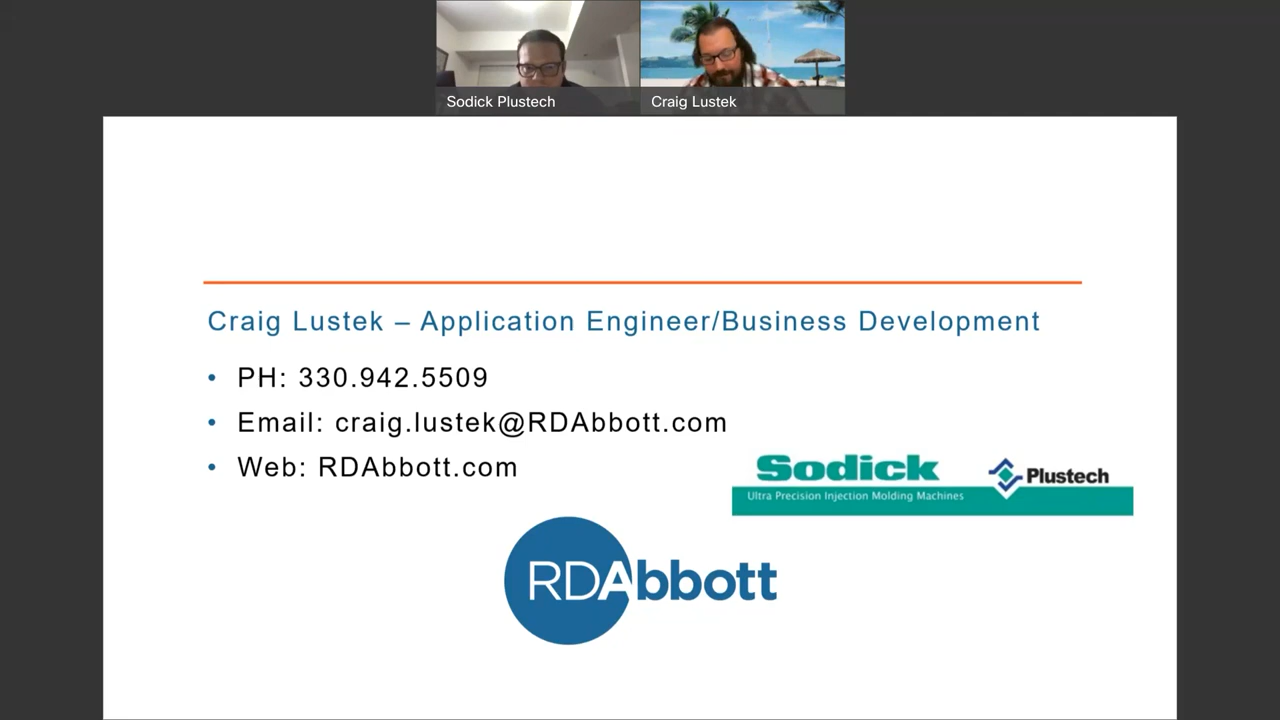 Sodick Plustech
Craig Lustek
Craig Lustek – Application Engineer/Business Development
• PH: 330.942.5509
• Email: craig.lustek@RDAbbott.com
• Web: RDAbbott.com
Sodick
Plustech
Ultra Precision Injection Molding Machines
RDAbbott